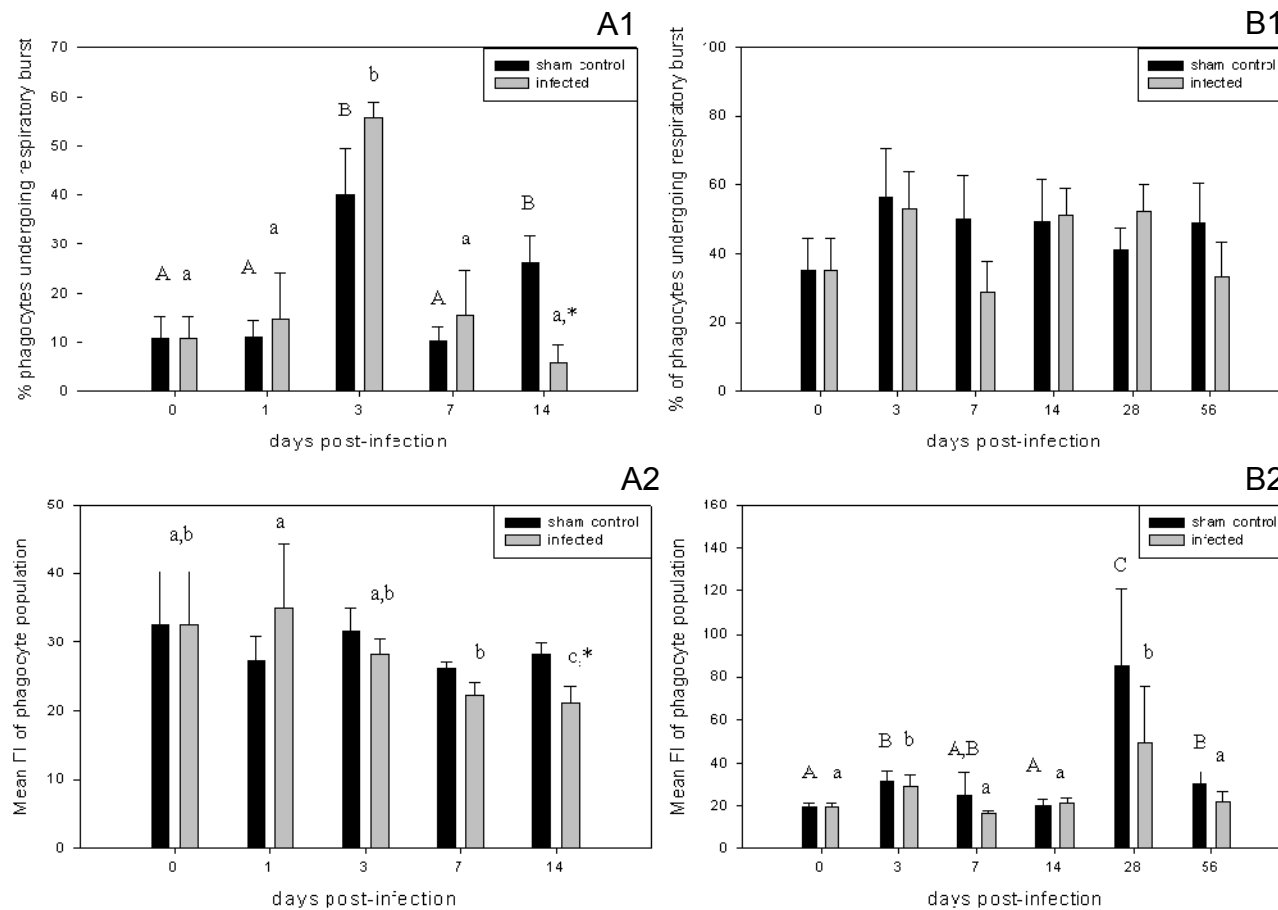 A1
% phagocytes undergoing respiratory burst
70
60
50
40
30
20
10
0
sham control
infected
A a
A a
B b
A a
B a,*
0 1 3 7 14
days post-infection
B1
% of phagocytes undergoing respiratory burst
100
80
60
40
20
0
sham control
infected
0 3 7 14 28 56
days post-infection
A2
Mean FI of phagocyte population
50
40
30
20
10
0
sham control
infected
a,b
a
a,b
b
c,*
0 1 3 7 14
days post-infection
B2
Mean FI of phagocyte population
160
140
120
100
80
60
40
20
0
sham control
infected
A a
B b
A,B a
A a
C b
B a
0 3 7 14 28 56
days post-infection